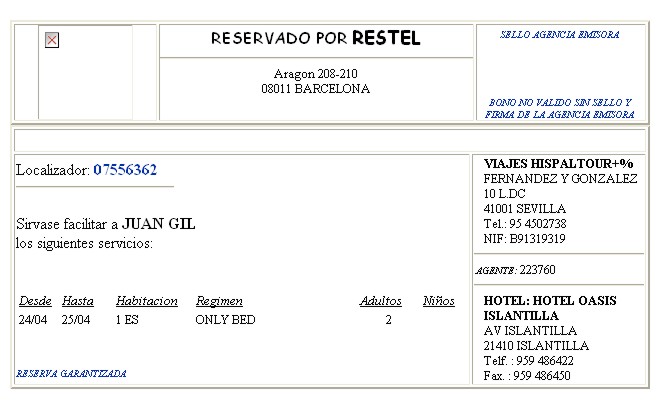 RESERVADO POR RESTEL
Aragon 208-210
08011 BARCELONA
SELLO AGENCIA EMISORA
BONO NO VALIDO SIN SELLO Y
FIRMA DE LA AGENCIA EMISORA
Localizador: 07556362
Sirvase facilitar a JUAN GIL
los siguientes servicios:
Desde Hasta Habitacion Regimen Adultos Niños
24/04 25/04 1 ES ONLY BED 2
RESERVA GARANTIZADA
VIAJES HISPALTOUR+%
FERNANDEZ Y GONZALEZ
10 L.DC
41001 SEVILLA
Tel.: 95 4502738
NIF: B91319319
AGENTE: 223760
HOTEL: HOTEL OASIS
ISLANTILLA
AV ISLANTILLA
21410 ISLANTILLA
Telf. : 959 486422
Fax. : 959 486450